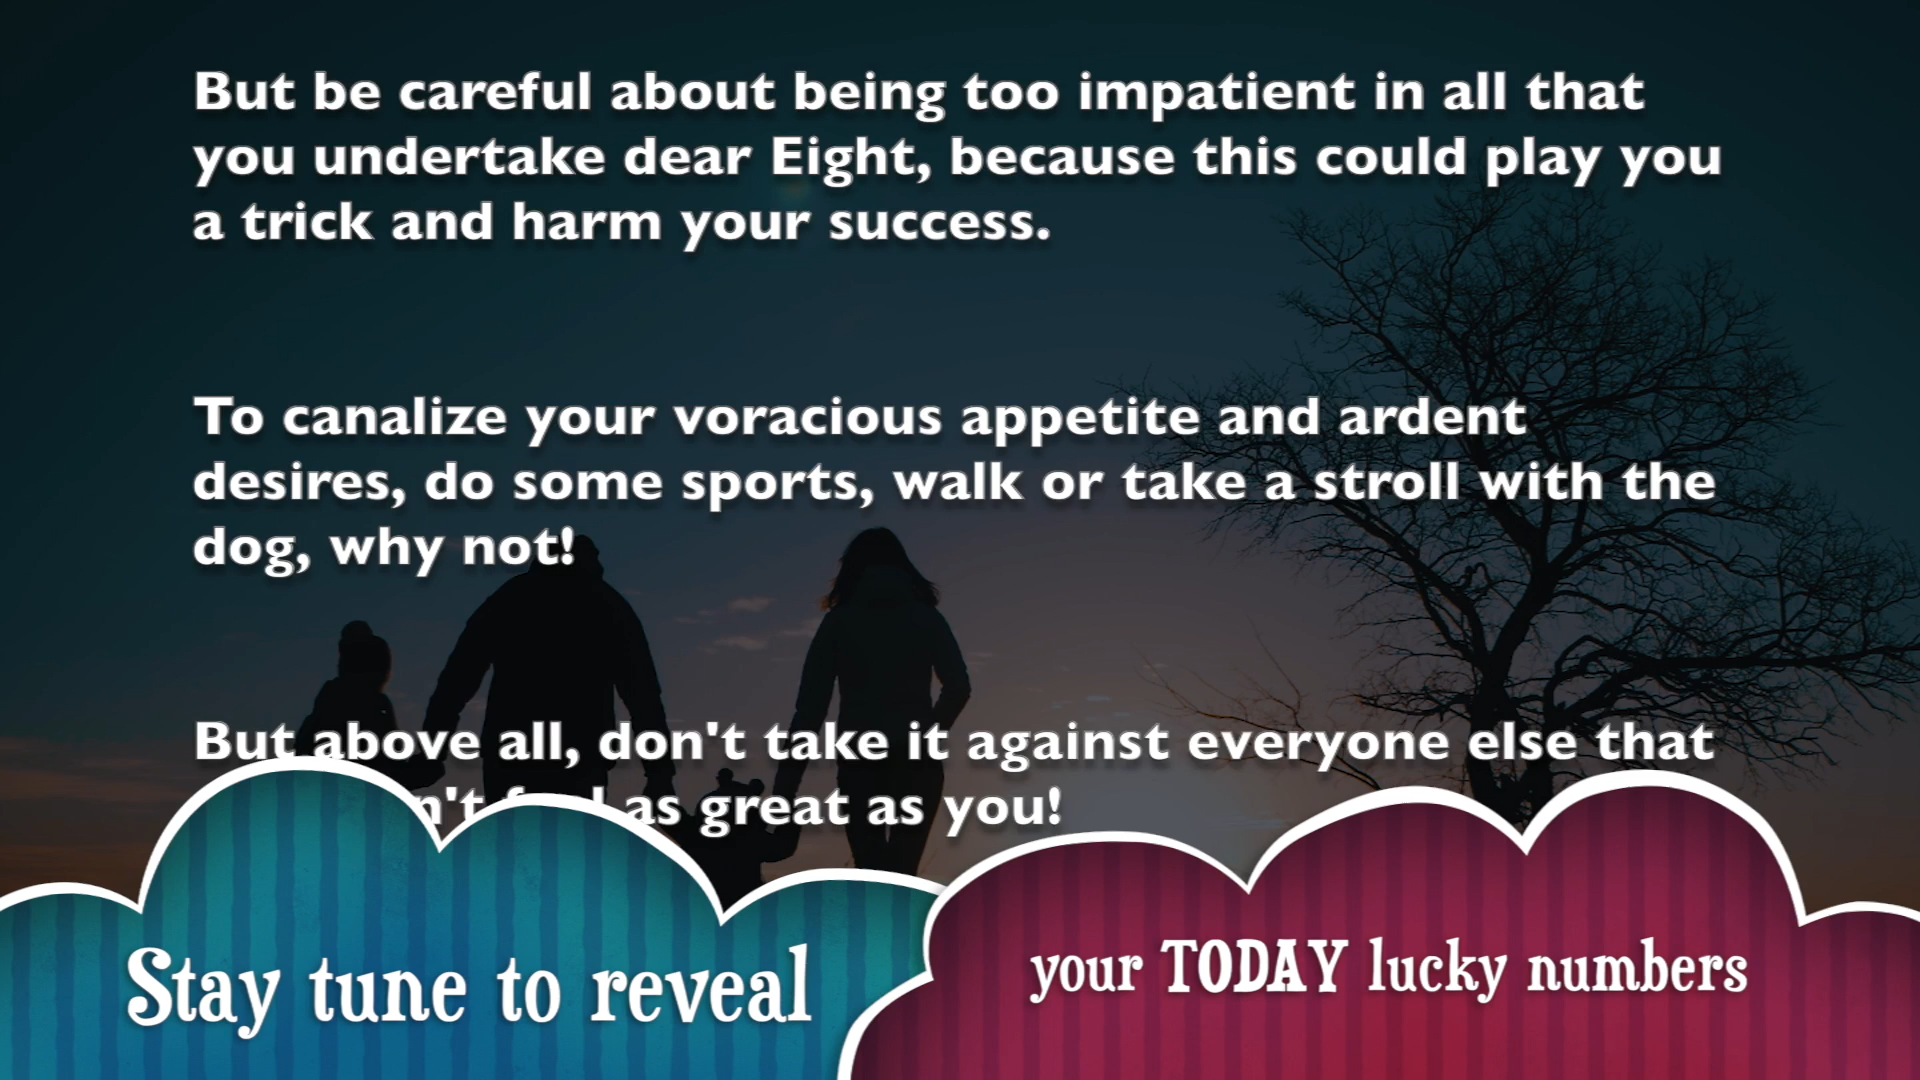 But be careful about being too impatient in all that
you undertake dear Eight, because this could play you
a trick and harm your success.
To canalize your voracious appetite and ardent
desires, do some sports, walk or take a stroll with the
dog, why not!
But above all, don't take it against everyone else that
as great as you!
Stay tune to reveal
your TODAY lucky numbers